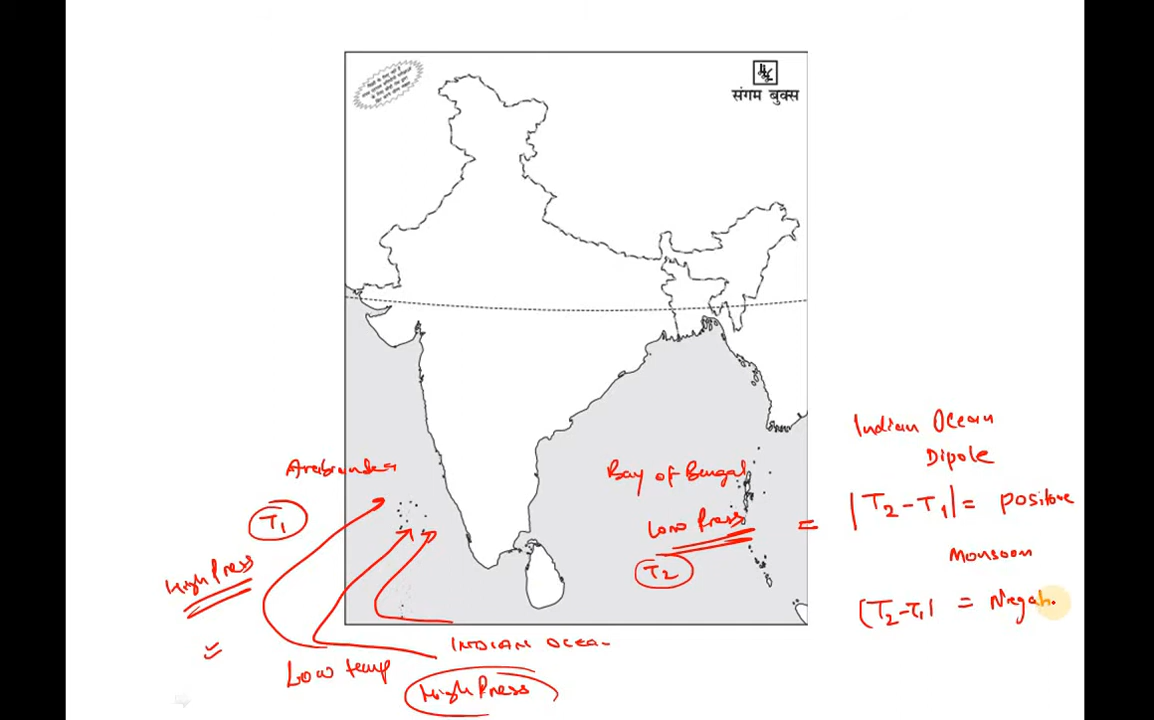 संगम बुक्स
Indian Ocean
Dipole
Arabian Sea
Bay of Bengal
T1
|T2-T1| = positive
Low Press
=
Monsoon
High Press
T2
|T2-T1| = Negati
INDIAN OCEA
Low temp
High Press